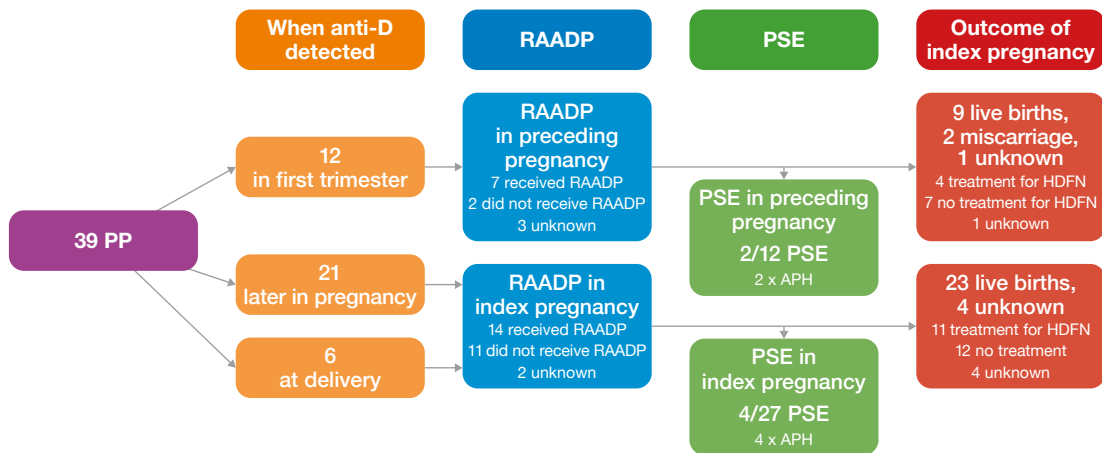 When anti-D
detected
RAADP
PSE
Outcome of
index pregnancy
39 PP
12
in first trimester
RAADP
in preceding
pregnancy
7 received RAADP
2 did not receive RAADP
3 unknown
PSE in preceding
pregnancy
2/12 PSE
2 x APH
9 live births,
2 miscarriage,
1 unknown
4 treatment for HDFN
7 no treatment for HDFN
1 unknown
21
later in pregnancy
6
at delivery
RAADP in
index pregnancy
14 received RAADP
11 did not receive RAADP
2 unknown
PSE in
index pregnancy
4/27 PSE
4 x APH
23 live births,
4 unknown
11 treatment for HDFN
12 no treatment
4 unknown